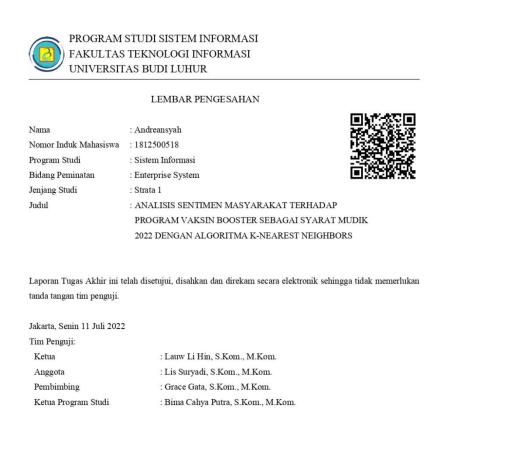 PROGRAM STUDI SISTEM INFORMASI
FAKULTAS TEKNOLOGI INFORMASI
UNIVERSITAS BUDI LUHUR
LEMBAR PENGESAHAN
Nama : Andreansyah
Nomor Induk Mahasiswa : 1812500518
Program Studi : Sistem Informasi
Bidang Peminatan : Enterprise System
Jenjang Studi : Strata 1
Judul : ANALISIS SENTIMEN MASYARAKAT TERHADAP
PROGRAM VAKSIN BOOSTER SEBAGAI SYARAT MUDIK
2022 DENGAN ALGORITMA K-NEAREST NEIGHBORS
Laporan Tugas Akhir ini telah disetujui, disahkan dan direkam secara elektronik sehingga tidak memerlukan
tanda tangan tim penguji.
Jakarta, Senin 11 Juli 2022
Tim Penguji:
Ketua : Lauw Li Hin, S.Kom., M.Kom.
Anggota : Lis Suryadi, S.Kom., M.Kom.
Pembimbing : Grace Gata, S.Kom., M.Kom.
Ketua Program Studi : Bima Cahya Putra, S.Kom., M.Kom.